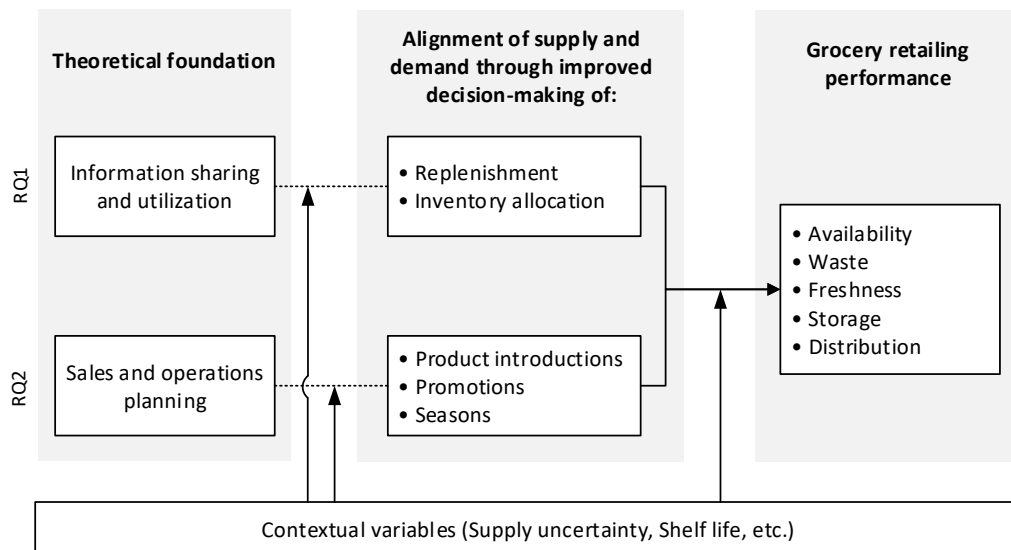 Theoretical foundation
Alignment of supply and
demand through improved
decision-making of:
Grocery retailing
performance
RQ1
Information sharing
and utilization
• Replenishment
• Inventory allocation
• Availability
• Waste
• Freshness
• Storage
• Distribution
RQ2
Sales and operations
planning
• Product introductions
• Promotions
• Seasons
Contextual variables (Supply uncertainty, Shelf life, etc.)